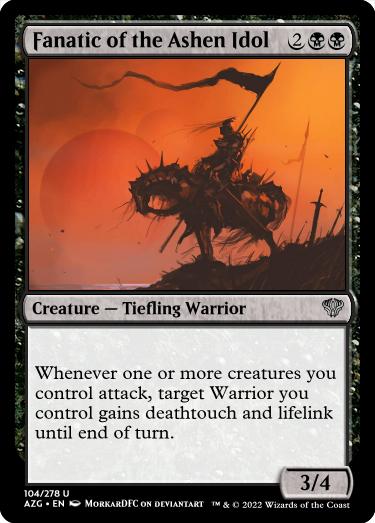 Fanatic of the Ashen Idol 2
Creature — Tiefling Warrior
Whenever one or more creatures you
control attack, target Warrior you
control gains deathtouch and lifelink
until end of turn.
3/4
104/278 U
AZG • EN MorkarDFC on deviantart ™ & © 2022 Wizards of the Coast